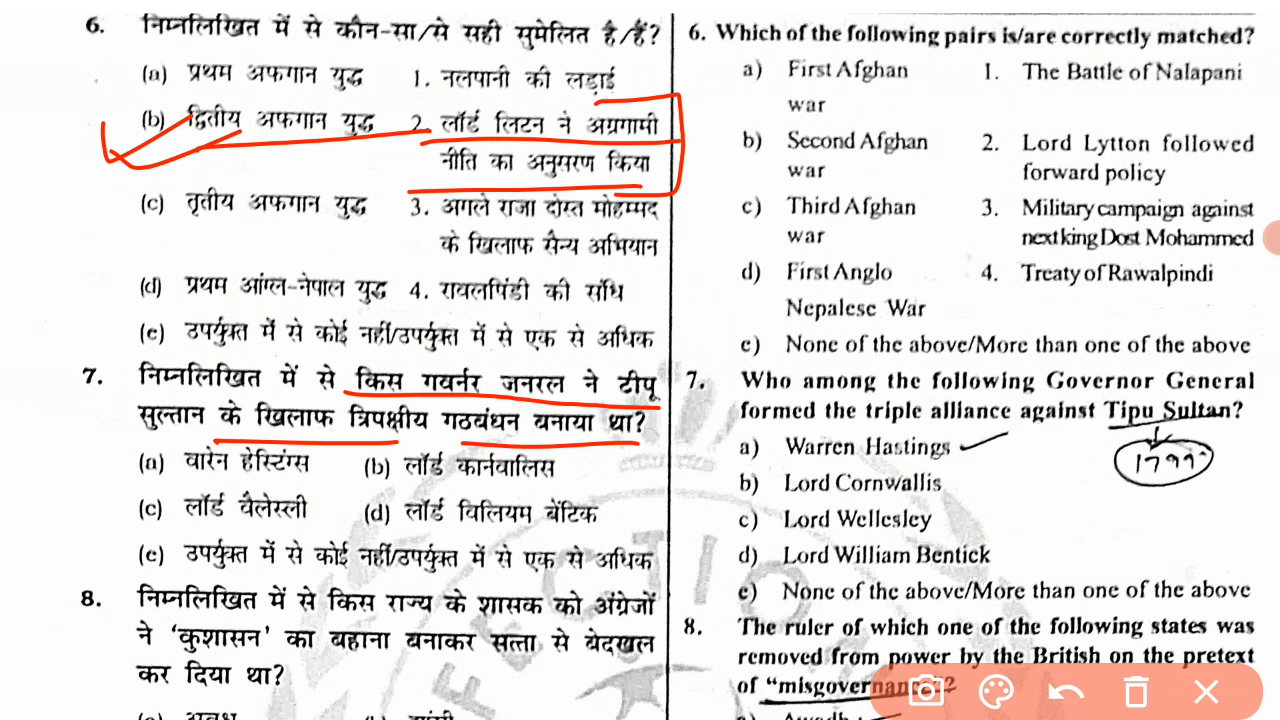 6. निम्नलिखित में से कौन-सा/से सही सुमेलित है/हैं?
(a) प्रथम अफगान युद्ध 1. नलपानी की लड़ाई
(b) द्वितीय अफगान युद्ध 2. लॉर्ड लिटन ने अग्रगामी
नीति का अनुसरण किया
(c) तृतीय अफगान युद्ध 3. अगले राजा दोस्त मोहम्मद
के खिलाफ सैन्य अभियान
(d) प्रथम आंग्ल-नेपाल युद्ध 4. रावलपिंडी की संधि
(e) उपर्युक्त में से कोई नहीं/उपर्युक्त में से एक से अधिक
7. निम्नलिखित में से किस गवर्नर जनरल ने टीपू
सुल्तान के खिलाफ त्रिपक्षीय गठबंधन बनाया था?
(a) वारेन हेस्टिंग्स (b) लॉर्ड कार्नवालिस
(c) लॉर्ड वैलेस्ली (d) लॉर्ड विलियम बेंटिक
(e) उपर्युक्त में से कोई नहीं/उपर्युक्त में से एक से अधिक
8. निम्नलिखित में से किस राज्य के शासक को अंग्रेजों
ने ‘कुशासन’ का बहाना बनाकर सत्ता से बेदखल
कर दिया था?
6. Which of the following pairs is/are correctly matched?
a) First Afghan 1. The Battle of Nalapani
war
b) Second Afghan 2. Lord Lytton followed
war forward policy
c) Third Afghan 3. Military campaign against
war next king Dost Mohammed
d) First Anglo 4. Treaty of Rawalpindi
Nepalese War
e) None of the above/More than one of the above
7. Who among the following Governor General
formed the triple alliance against Tipu Sultan?
a) Warren Hastings
1799
b) Lord Cornwallis
c) Lord Wellesley
d) Lord William Bentick
e) None of the above/More than one of the above
8. The ruler of which one of the following states was
removed from power by the British on the pretext
of